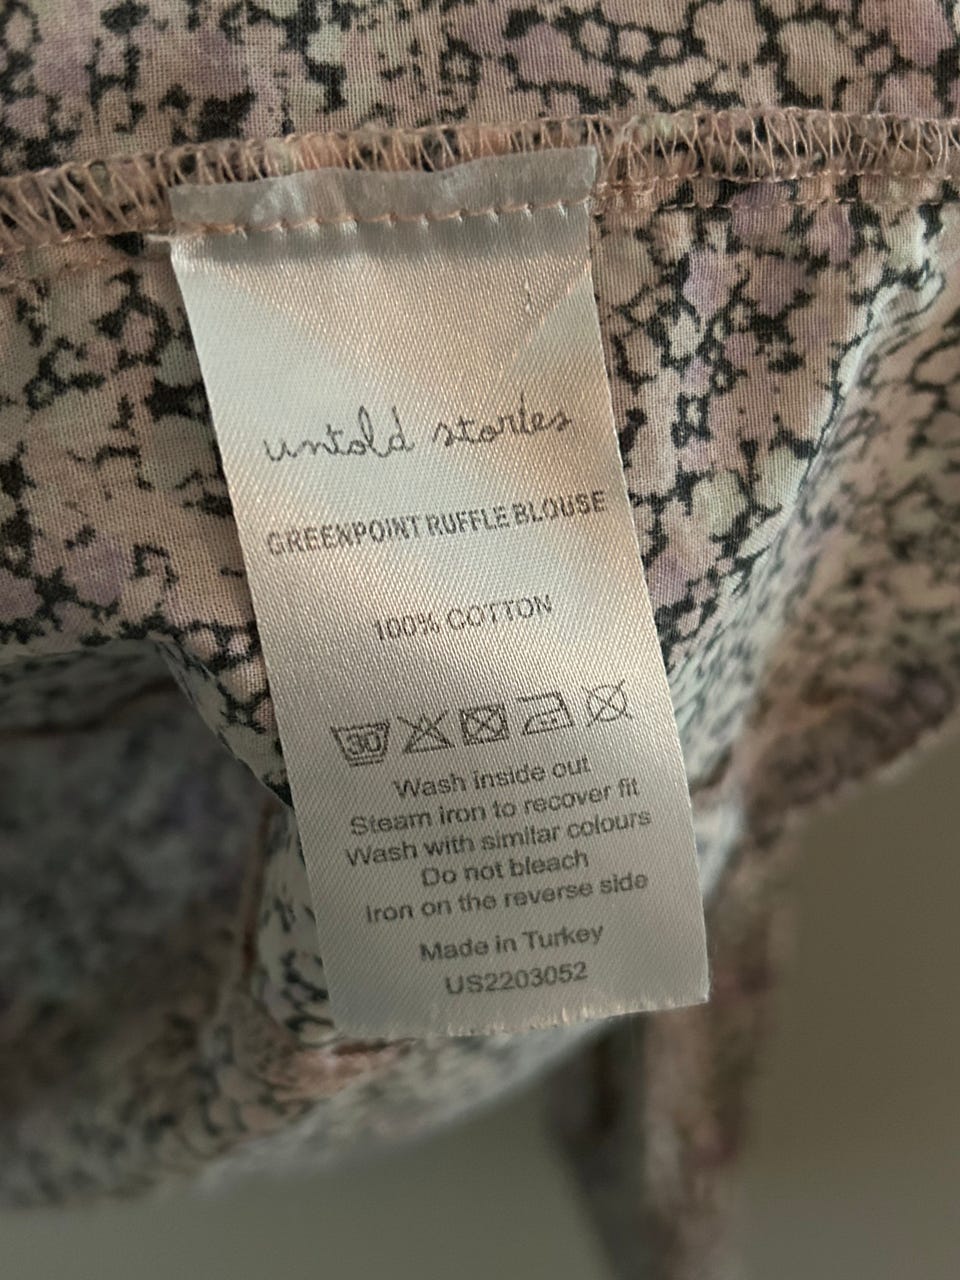 untold stories
GREENPOINT RUFFLE BLOUSE
100% COTTON
30
Wash inside out
Steam iron to recover fit
Wash with similar colours
Do not bleach
Iron on the reverse side
Made in Turkey
US2203052